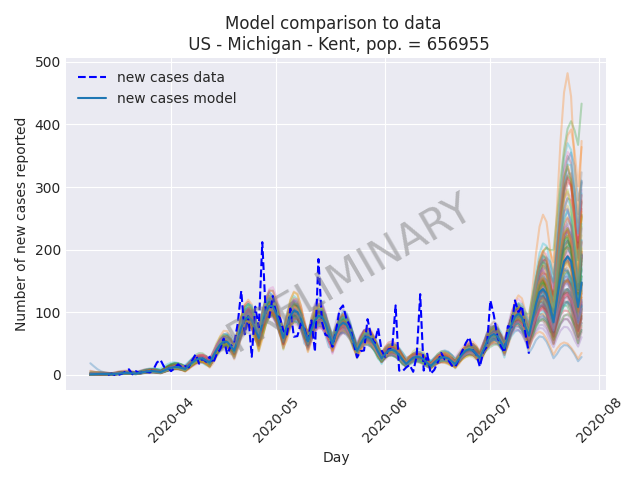 Model comparison to data
US - Michigan - Kent, pop. = 656955
new cases data
new cases model
PRELIMINARY
Number of new cases reported
500
400
300
200
100
0
2020-04
2020-05
2020-06
2020-07
2020-08
Day